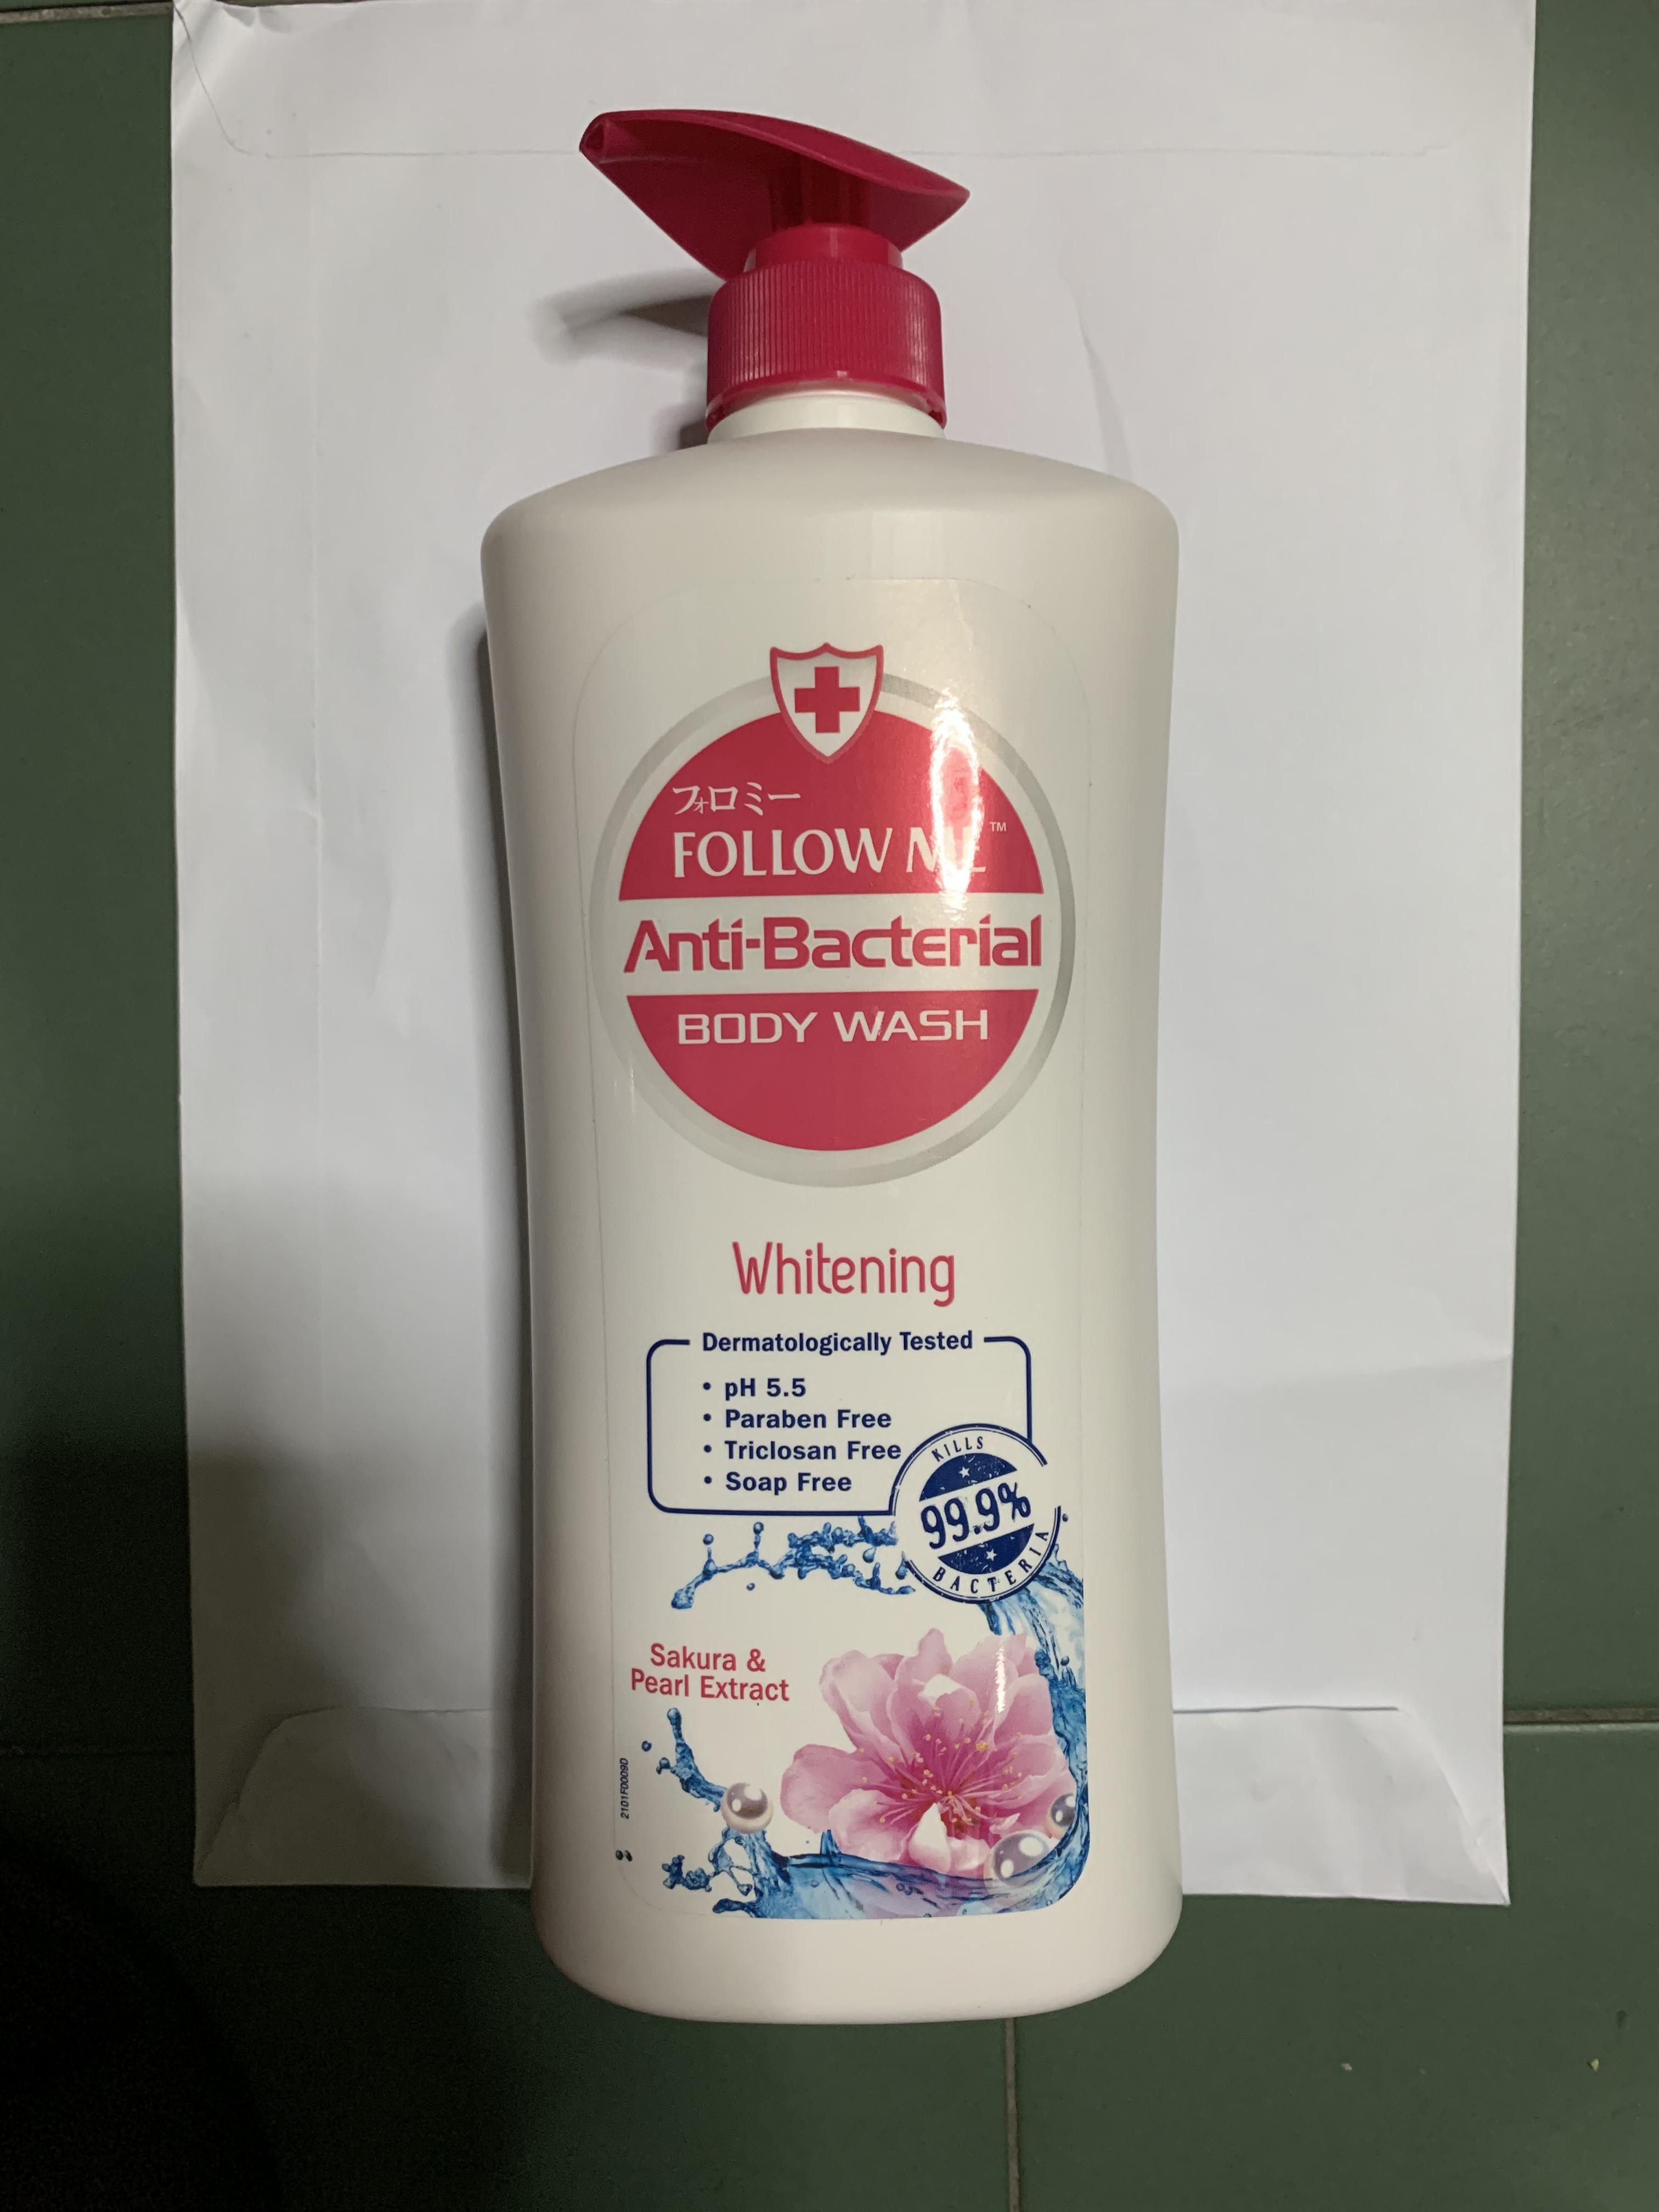 フォロミー
FOLLOW ME™
Anti-Bacterial
BODY WASH
Whitening
Dermatologically Tested
• pH 5.5
• Paraben Free
• Triclosan Free
• Soap Free
KILLS
99.9%
BACTERIA
Sakura &
Pearl Extract
2101F0009D